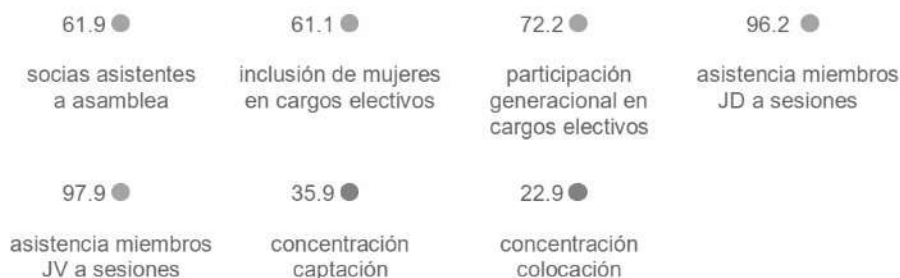 61.9
61.1
72.2
96.2
socias asistentes
a asamblea
inclusión de mujeres
en cargos electivos
participación
generacional en
cargos electivos
asistencia miembros
JD a sesiones
97.9
35.9
22.9
asistencia miembros
JV a sesiones
concentración
captación
concentración
colocación